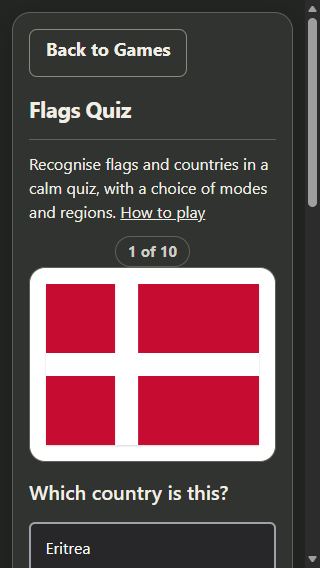 Back to Games
Flags Quiz
Recognise flags and countries in a
calm quiz, with a choice of modes
and regions. How to play
1 of 10
Which country is this?
Eritrea